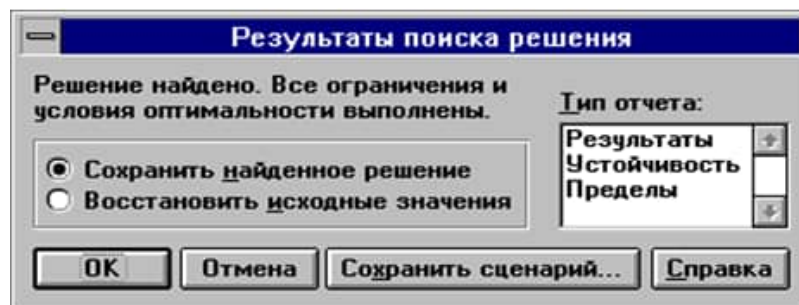 Результаты поиска решения
Решение найдено. Все ограничения и
условия оптимальности выполнены.
Тип отчета:
Результаты
Устойчивость
Пределы
Сохранить найденное решение
Восстановить исходные значения
OK
Отмена
Сохранить сценарий...
Справка